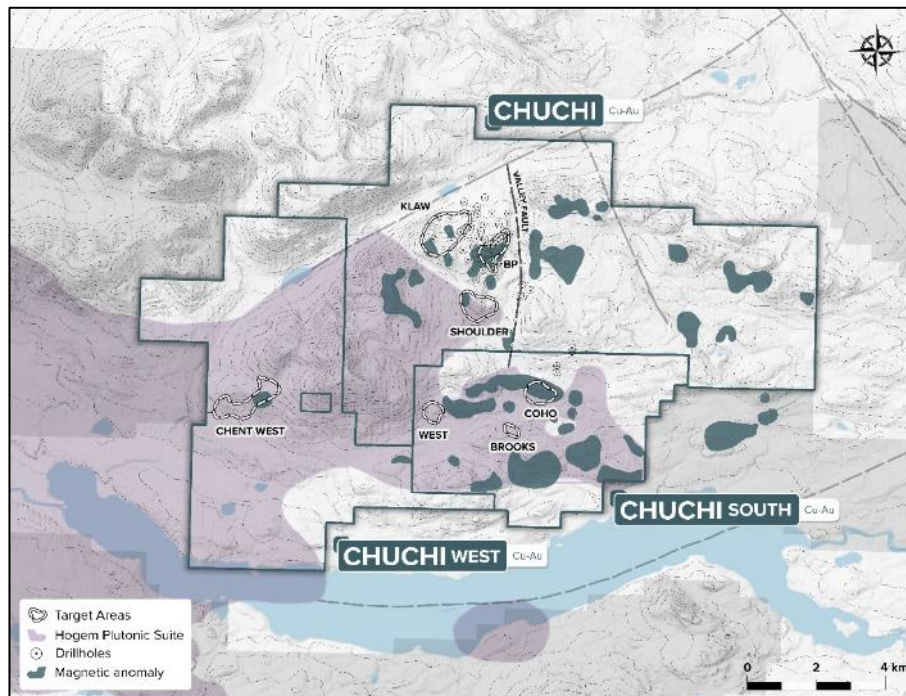 CHUCHI Cu-Au
KLAW
VALLEY FAULT
BP
SHOULDER
CHENT WEST
WEST
COHO
BROOKS
CHUCHI SOUTH Cu-Au
CHUCHI WEST Cu-Au
Target Areas
Hogem Plutonic Suite
Drillholes
Magnetic anomaly
0 2 4 km